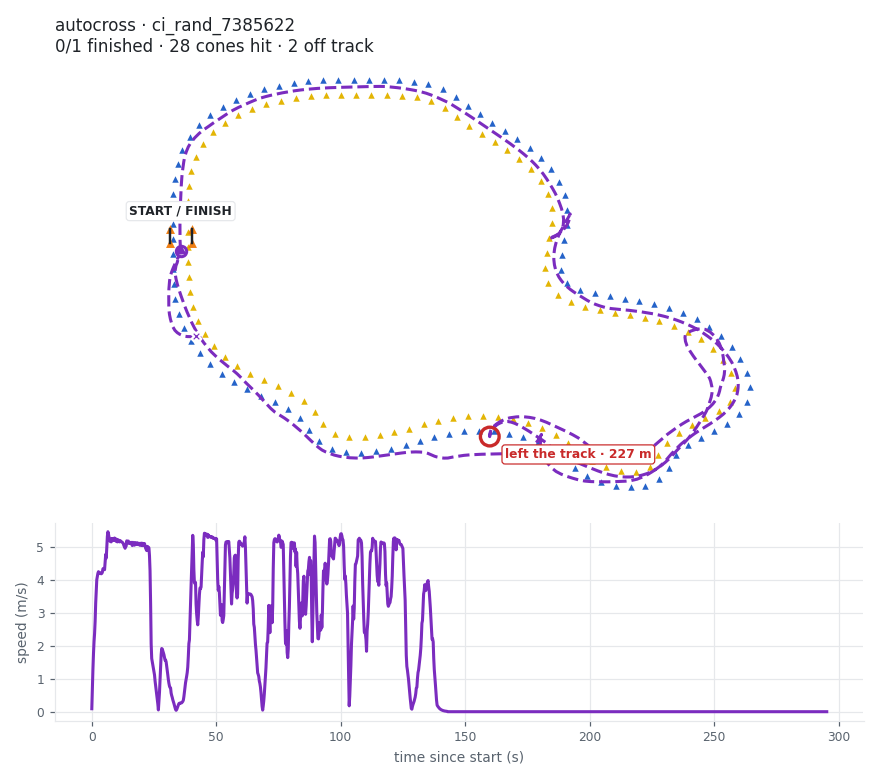 autocross · ci_rand_7385622
0/1 finished · 28 cones hit · 2 off track
START / FINISH
left the track · 227 m
speed (m/s)
5
4
3
2
1
0
0 50 100 150 200 250 300
time since start (s)